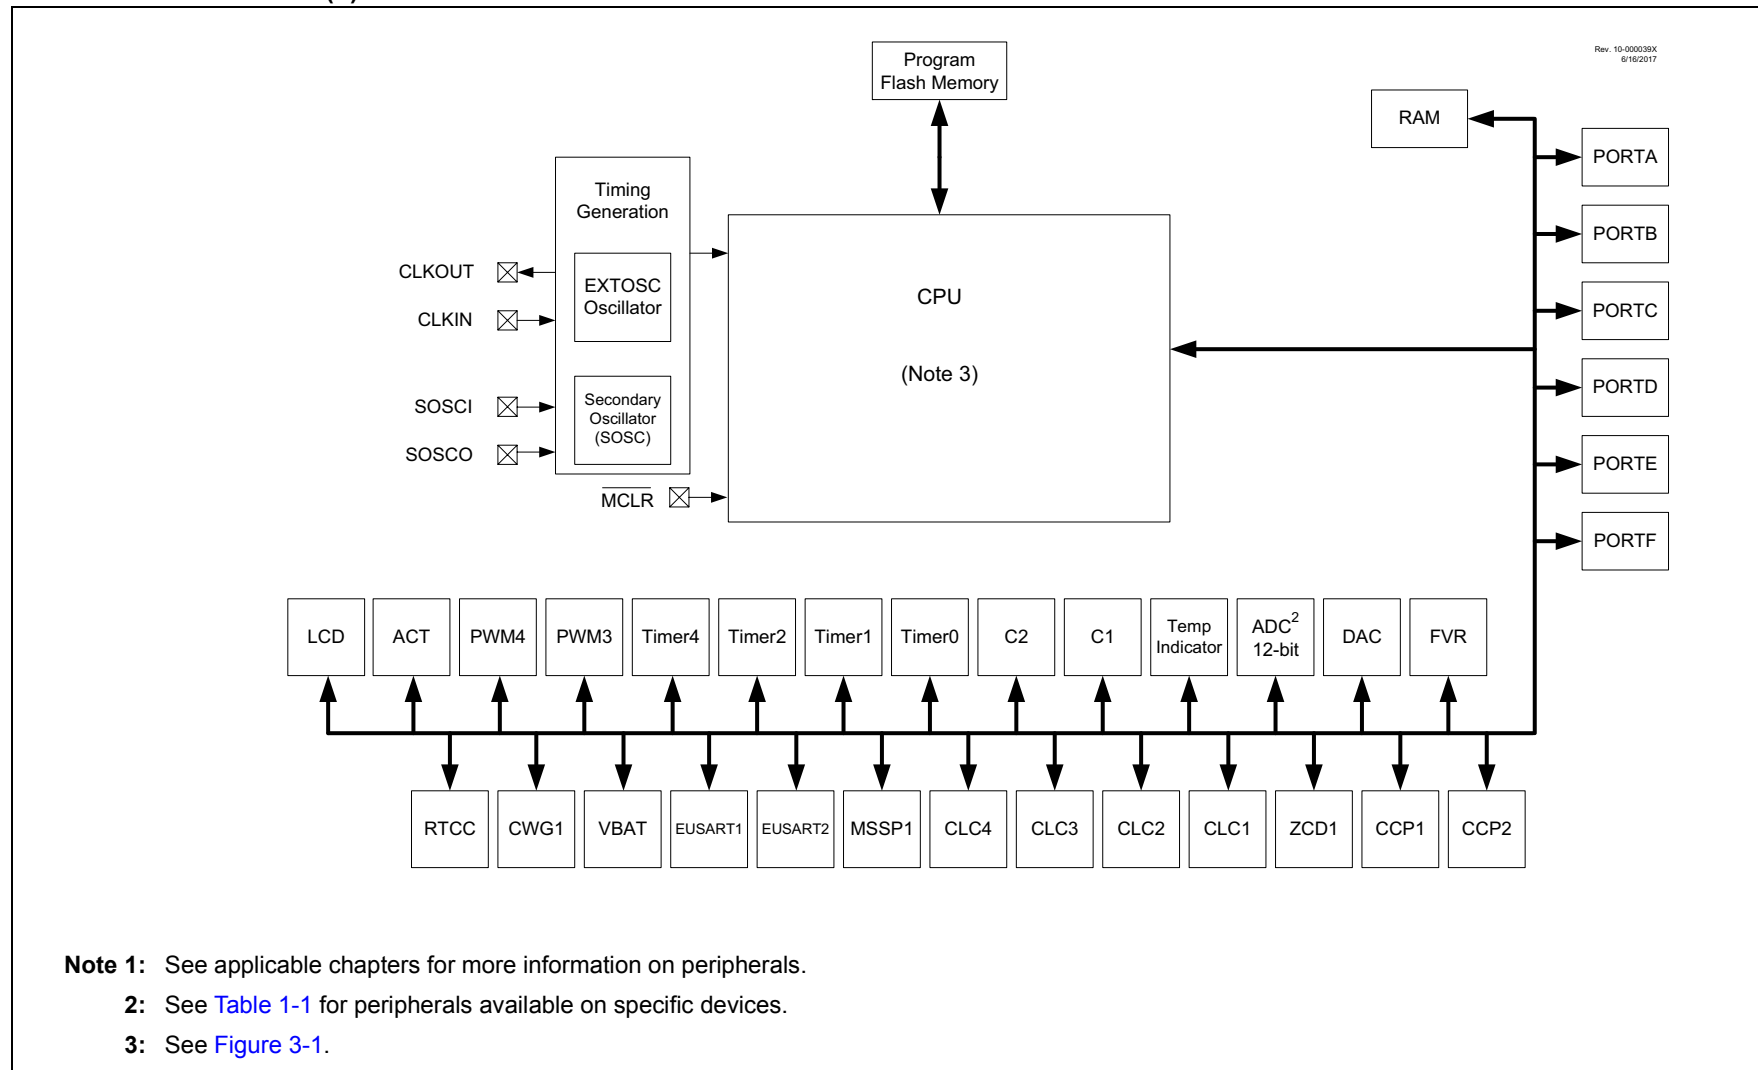 (1)
Rev. 10-000039X
6/16/2017
Program
Flash Memory
RAM
PORTA
PORTB
PORTC
PORTD
PORTE
PORTF
Timing
Generation
EXTOSC
Oscillator
Secondary
Oscillator
(SOSC)
CLKOUT
CLKIN
SOSCI
SOSCO
MCLR
CPU
(Note 3)
LCD
ACT
PWM4
PWM3
Timer4
Timer2
Timer1
Timer0
C2
C1
Temp
Indicator
ADC2
12-bit
DAC
FVR
RTCC
CWG1
VBAT
EUSART1
EUSART2
MSSP1
CLC4
CLC3
CLC2
CLC1
ZCD1
CCP1
CCP2
Note 1: See applicable chapters for more information on peripherals.
2: See Table 1-1 for peripherals available on specific devices.
3: See Figure 3-1.